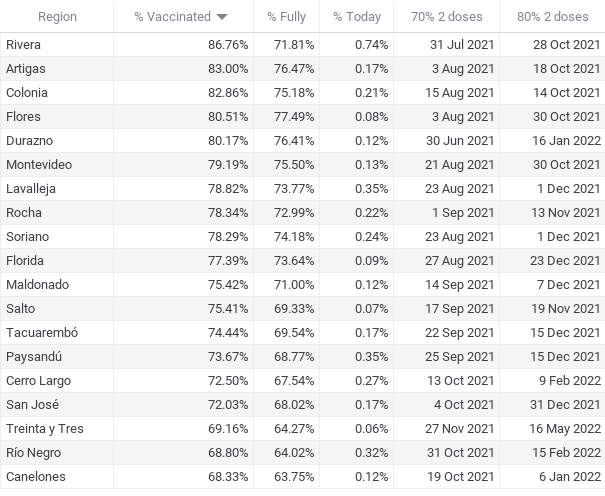 Region % Vaccinated % Fully % Today 70% 2 doses 80% 2 doses
Rivera 86.76% 71.81% 0.74% 31 Jul 2021 28 Oct 2021
Artigas 83.00% 76.47% 0.17% 3 Aug 2021 18 Oct 2021
Colonia 82.86% 75.18% 0.21% 15 Aug 2021 14 Oct 2021
Flores 80.51% 77.49% 0.08% 3 Aug 2021 30 Oct 2021
Durazno 80.17% 76.41% 0.12% 30 Jun 2021 16 Jan 2022
Montevideo 79.19% 75.50% 0.13% 21 Aug 2021 30 Oct 2021
Lavalleja 78.82% 73.77% 0.35% 23 Aug 2021 1 Dec 2021
Rocha 78.34% 72.99% 0.22% 1 Sep 2021 13 Nov 2021
Soriano 78.29% 74.18% 0.24% 23 Aug 2021 1 Dec 2021
Florida 77.39% 73.64% 0.09% 27 Aug 2021 23 Dec 2021
Maldonado 75.42% 71.00% 0.12% 14 Sep 2021 7 Dec 2021
Salto 75.41% 69.33% 0.07% 17 Sep 2021 19 Nov 2021
Tacuarembó 74.44% 69.54% 0.17% 22 Sep 2021 15 Dec 2021
Paysandú 73.67% 68.77% 0.35% 25 Sep 2021 15 Dec 2021
Cerro Largo 72.50% 67.54% 0.27% 13 Oct 2021 9 Feb 2022
San José 72.03% 68.02% 0.17% 4 Oct 2021 31 Dec 2021
Treinta y Tres 69.16% 64.27% 0.06% 27 Nov 2021 16 May 2022
Río Negro 68.80% 64.02% 0.32% 31 Oct 2021 15 Feb 2022
Canelones 68.33% 63.75% 0.12% 19 Oct 2021 6 Jan 2022